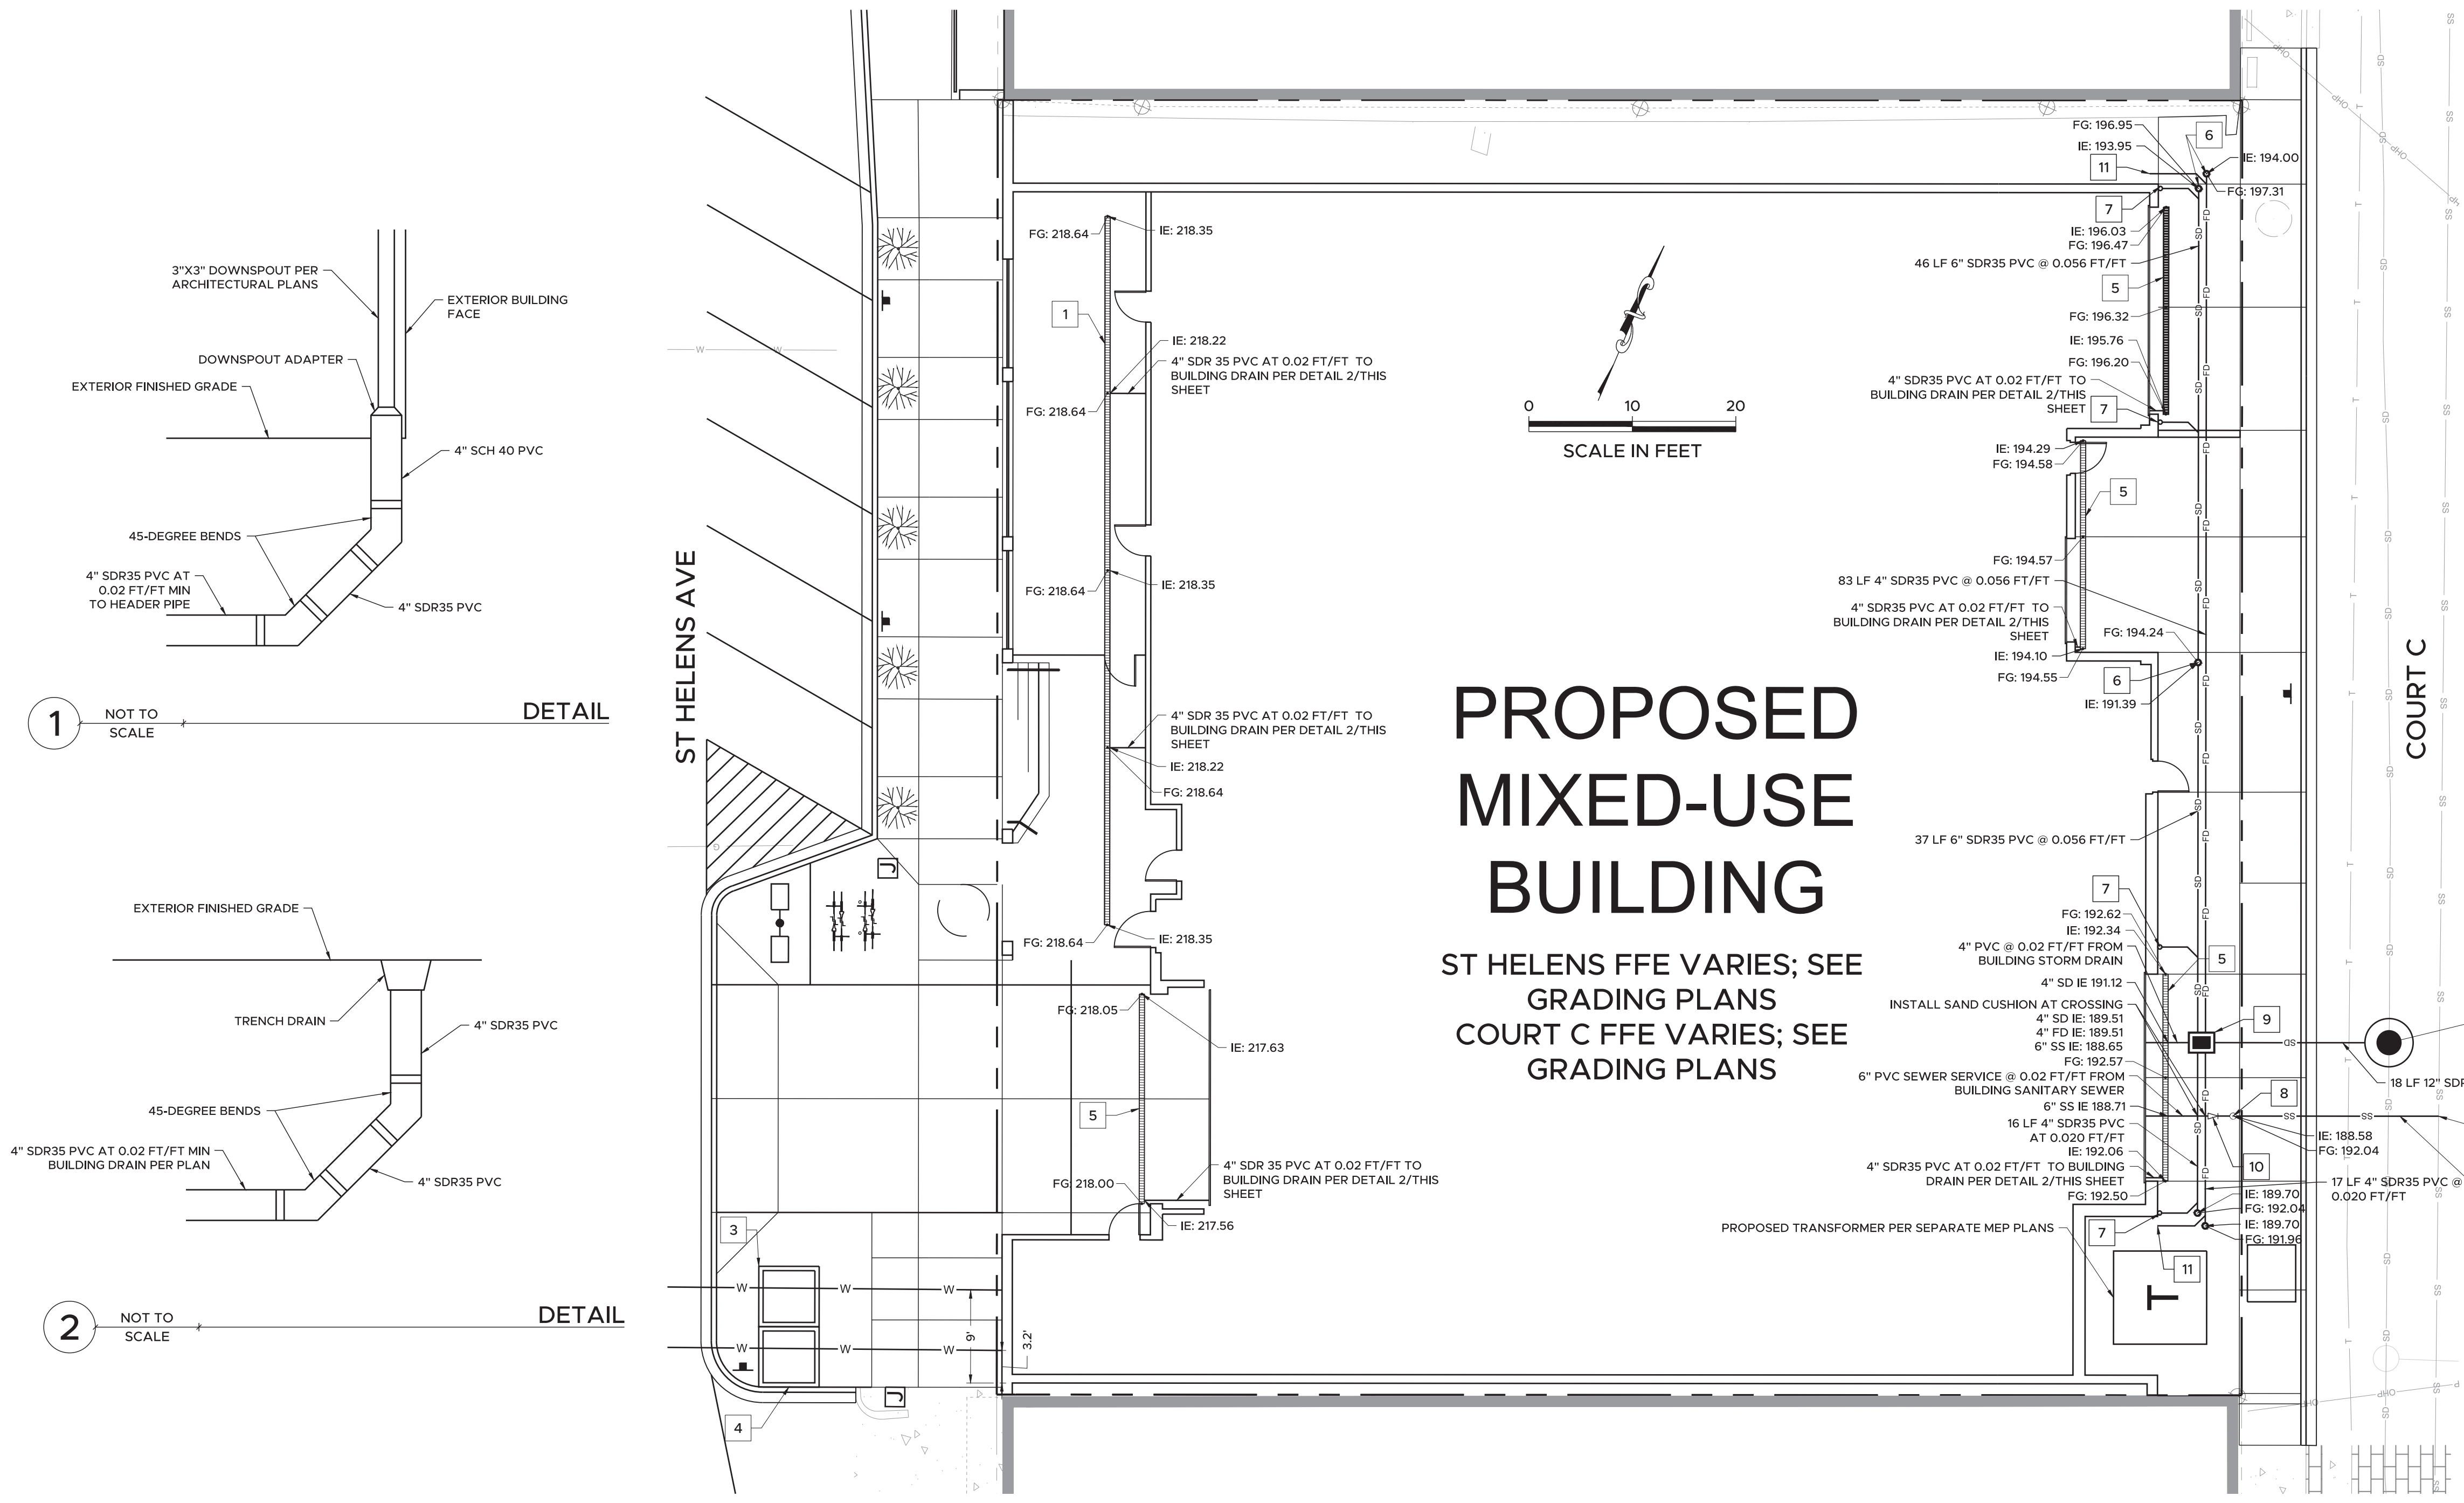 3"X3" DOWNSPOUT PER
ARCHITECTURAL PLANS
EXTERIOR BUILDING
FACE
DOWNSPOUT ADAPTER
EXTERIOR FINISHED GRADE
4" SCH 40 PVC
45-DEGREE BENDS
4" SDR35 PVC AT
0.02 FT/FT MIN
TO HEADER PIPE
4" SDR35 PVC
1
NOT TO
SCALE
DETAIL
EXTERIOR FINISHED GRADE
TRENCH DRAIN
4" SDR35 PVC
45-DEGREE BENDS
4" SDR35 PVC AT 0.02 FT/FT MIN
BUILDING DRAIN PER PLAN
4" SDR35 PVC
2
NOT TO
SCALE
DETAIL
ST HELENS AVE
W
W
G
FG: 218.64
IE: 218.35
1
IE: 218.22
4" SDR 35 PVC AT 0.02 FT/FT TO
BUILDING DRAIN PER DETAIL 2/THIS
SHEET
FG: 218.64
FG: 218.64
IE: 218.35
4" SDR 35 PVC AT 0.02 FT/FT TO
BUILDING DRAIN PER DETAIL 2/THIS
SHEET
IE: 218.22
FG: 218.64
J
FG: 218.64
IE: 218.35
FG: 218.05
IE: 217.63
5
4" SDR 35 PVC AT 0.02 FT/FT TO
BUILDING DRAIN PER DETAIL 2/THIS
SHEET
FG: 218.00
IE: 217.56
3
W
W
W
W
W
W
9'
3.2'
J
4
0
10
20
SCALE IN FEET
PROPOSED
MIXED-USE
BUILDING
ST HELENS FFE VARIES; SEE
GRADING PLANS
COURT C FFE VARIES; SEE
GRADING PLANS
FG: 196.95
6
IE: 193.95
11
IE: 194.00
FG: 197.31
7
IE: 196.03
FG: 196.47
46 LF 6" SDR35 PVC @ 0.056 FT/FT
5
FG: 196.32
IE: 195.76
FG: 196.20
4" SDR35 PVC AT 0.02 FT/FT TO
BUILDING DRAIN PER DETAIL 2/THIS
SHEET
7
IE: 194.29
FG: 194.58
5
FG: 194.57
83 LF 4" SDR35 PVC @ 0.056 FT/FT
4" SDR35 PVC AT 0.02 FT/FT TO
BUILDING DRAIN PER DETAIL 2/THIS
SHEET
FG: 194.24
IE: 194.10
FG: 194.55
6
IE: 191.39
37 LF 6" SDR35 PVC @ 0.056 FT/FT
7
FG: 192.62
IE: 192.34
4" PVC @ 0.02 FT/FT FROM
BUILDING STORM DRAIN
5
4" SD IE 191.12
INSTALL SAND CUSHION AT CROSSING
4" SD IE: 189.51
4" FD IE: 189.51
6" SS IE: 188.65
9
FG: 192.57
6" PVC SEWER SERVICE @ 0.02 FT/FT FROM
BUILDING SANITARY SEWER
8
18 LF 12" SDR
6" SS IE 188.71
16 LF 4" SDR35 PVC
AT 0.020 FT/FT
IE: 188.58
FG: 192.04
IE: 192.06
10
4" SDR35 PVC AT 0.02 FT/FT TO BUILDING
DRAIN PER DETAIL 2/THIS SHEET
FG: 192.50
17 LF 4" SDR35 PVC @
0.020 FT/FT
IE: 189.70
FG: 192.04
IE: 189.70
FG: 191.96
PROPOSED TRANSFORMER PER SEPARATE MEP PLANS
7
11
T
COURT C
SD
FD
SS
OHP